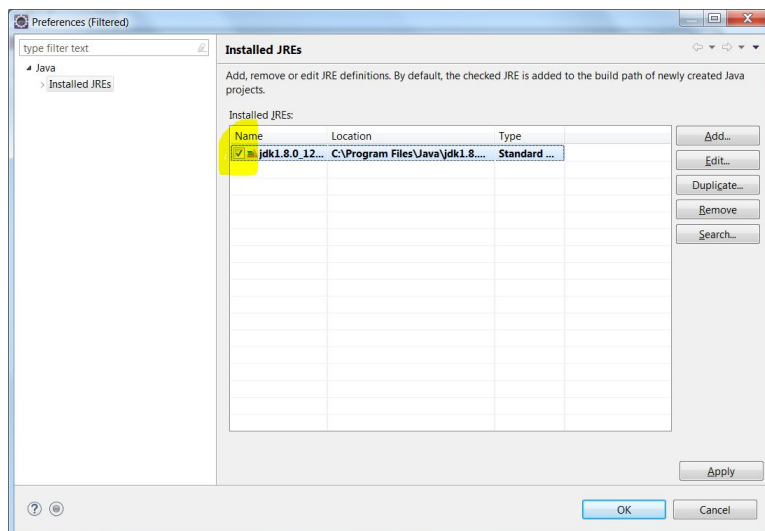 Preferences (Filtered)
type filter text
Java
Installed JREs
Installed JREs
Add, remove or edit JRE definitions. By default, the checked JRE is added to the build path of newly created Java
projects.
Installed JREs:
Name Location Type
jdk1.8.0_12... C:\Program Files\Java\jdk1.8.... Standard ...
Add...
Edit...
Duplicate...
Remove
Search...
Apply
OK Cancel